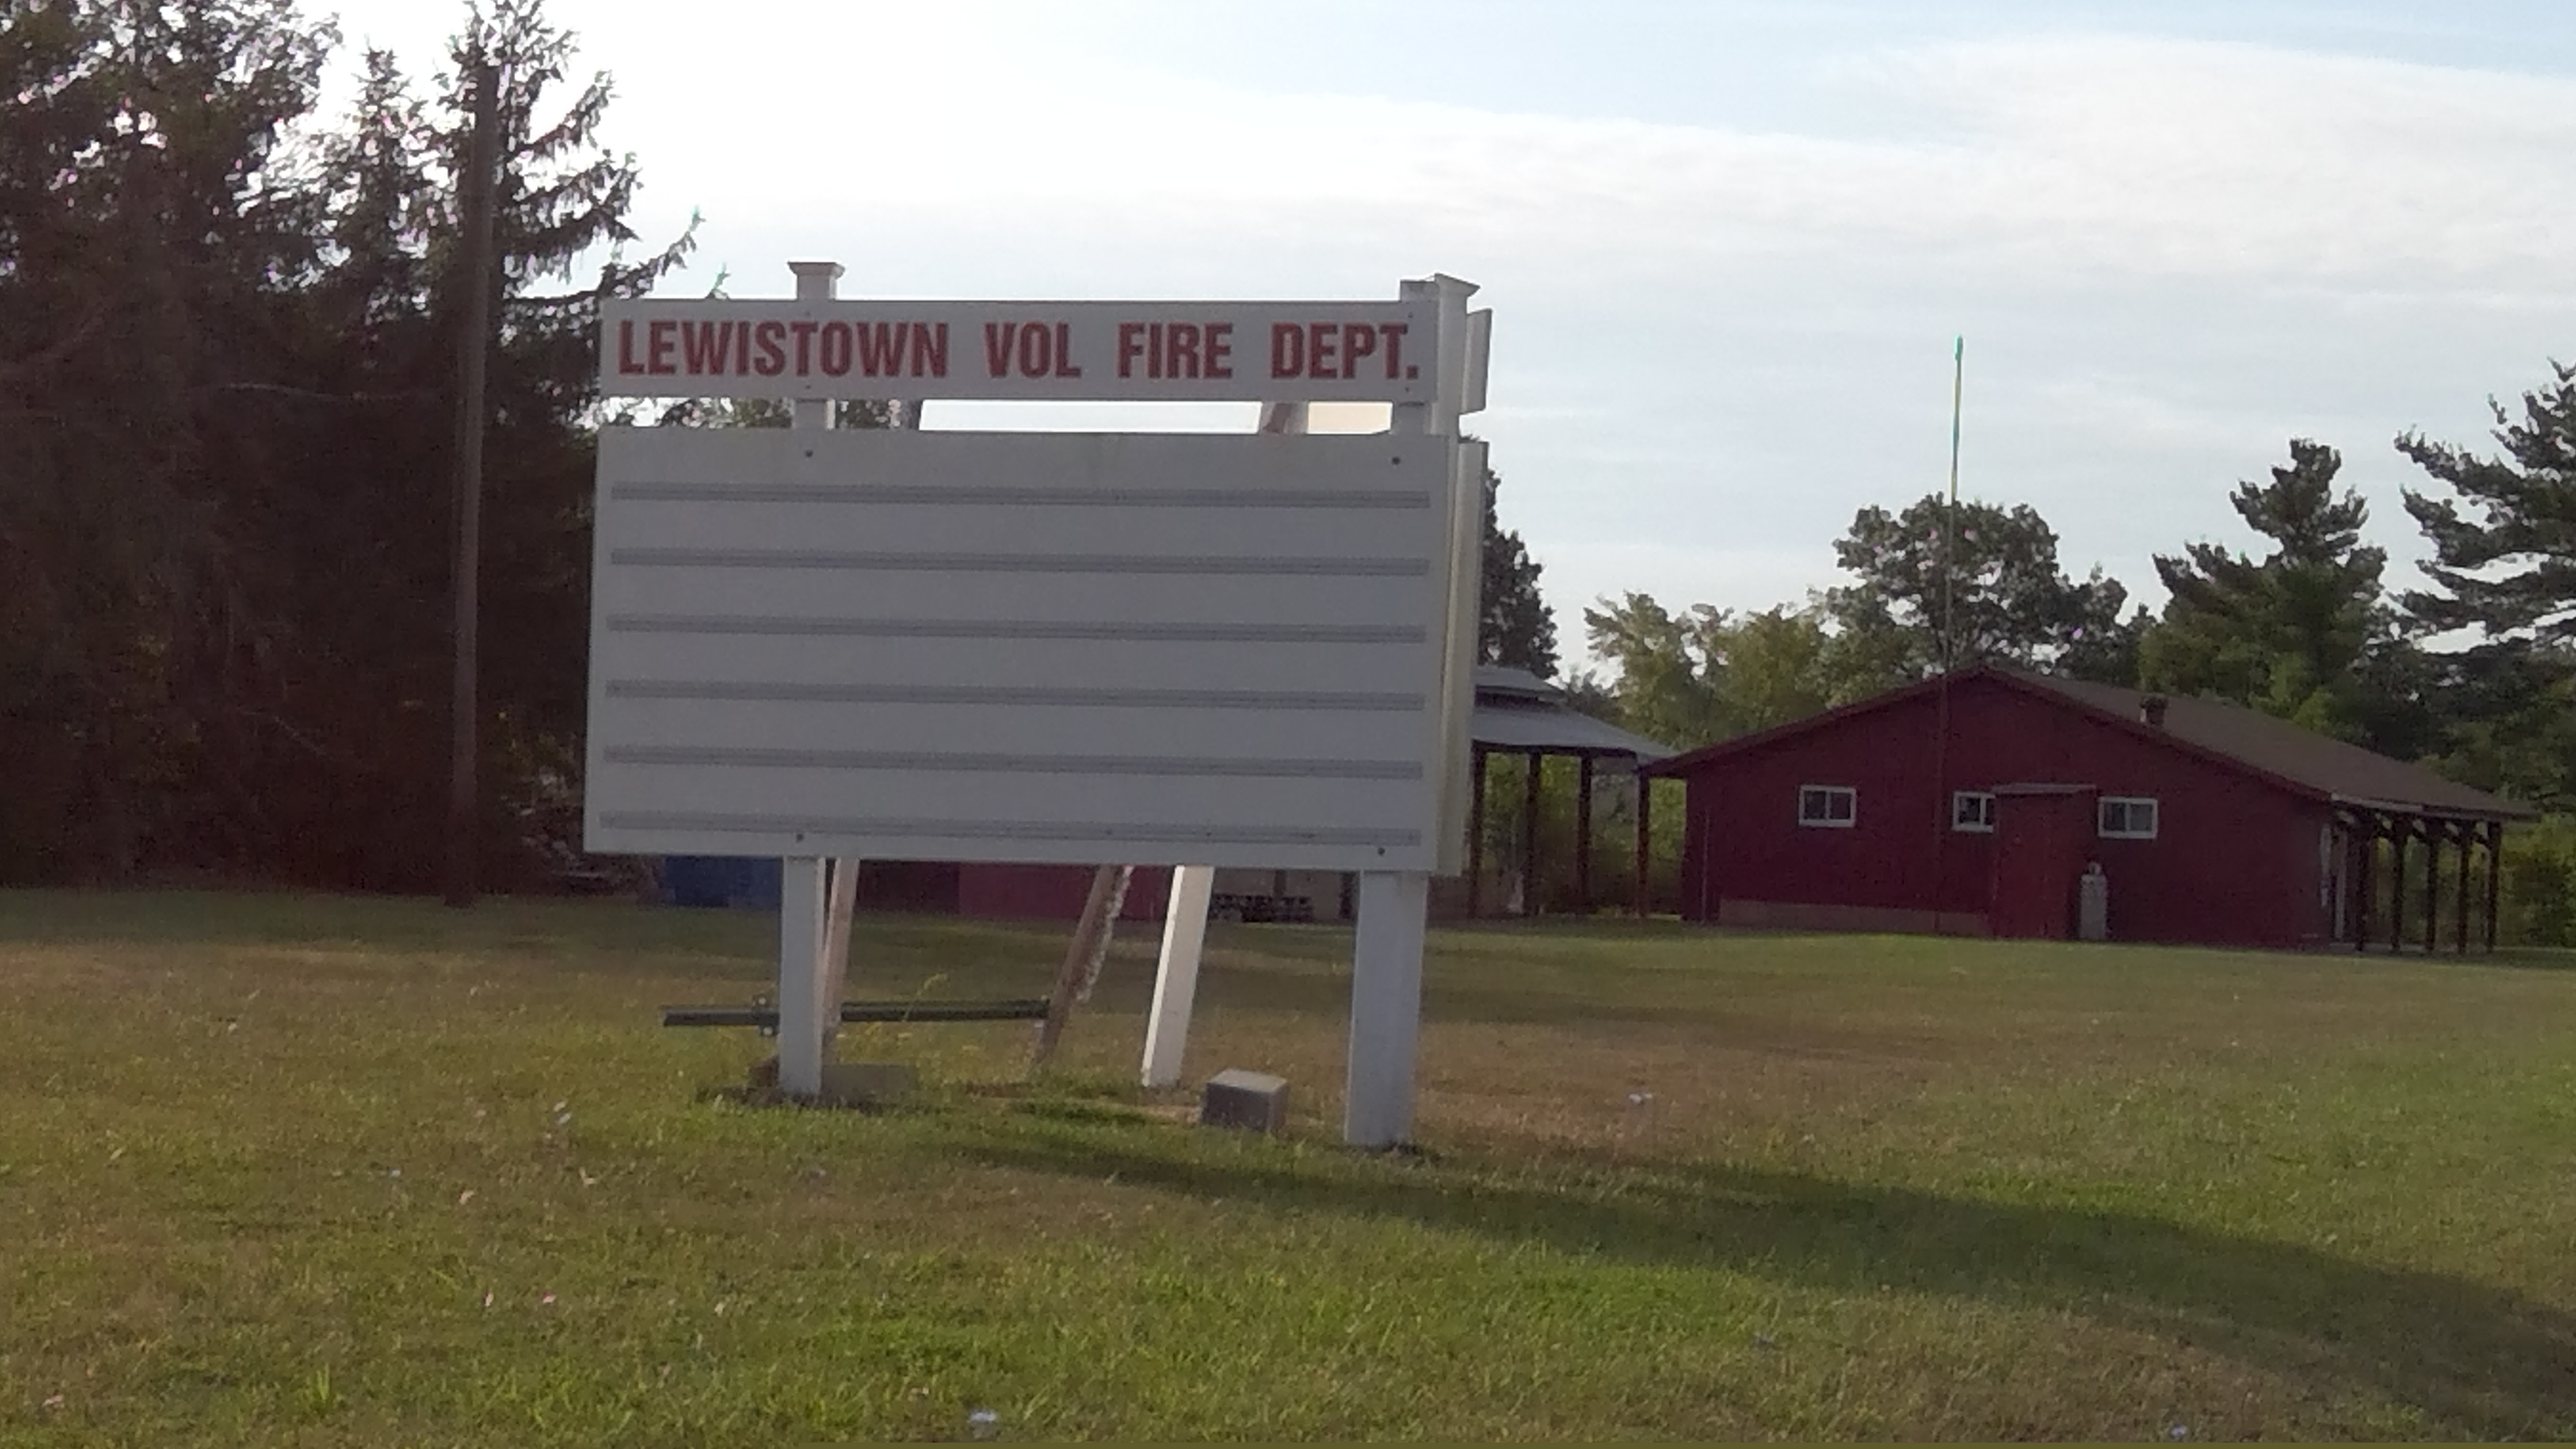 LEWISTOWN VOL FIRE DEPT.